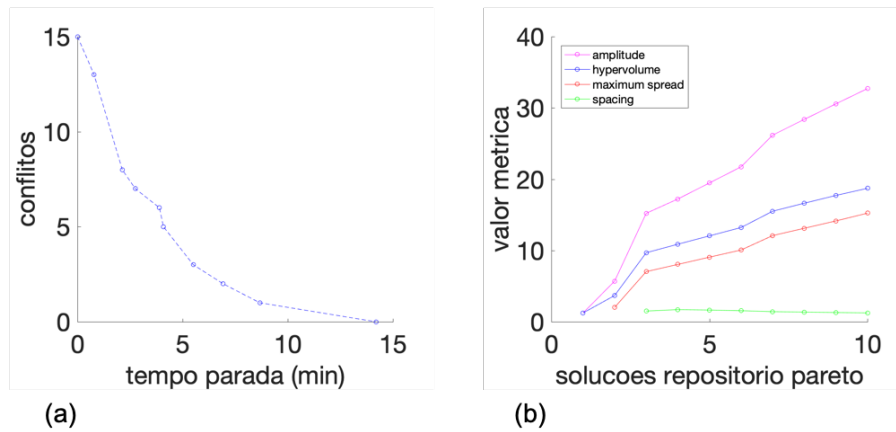 15
10
5
0
conflitos
0
5
10
15
tempo parada (min)
(a)
40
30
20
10
0
valor metrica
amplitude
hypervolume
maximum spread
spacing
0
5
10
solucoes repositorio pareto
(b)